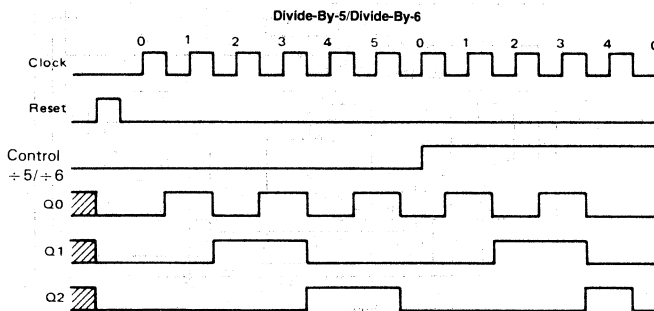 Divide-By-5/Divide-By-6
0 1 2 3 4 5 0 1 2 3 4 0
Clock
Reset
Control
÷5/÷6
Q0
Q1
Q2